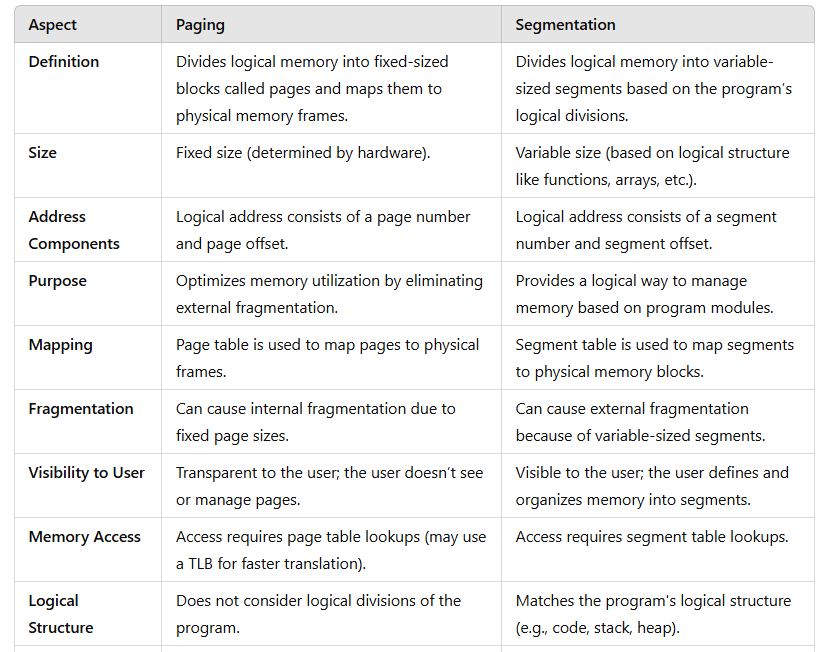 Aspect Paging Segmentation
Definition Divides logical memory into fixed-sized Divides logical memory into variable-
blocks called pages and maps them to sized segments based on the program's
physical memory frames. logical divisions.
Size Fixed size (determined by hardware). Variable size (based on logical structure
like functions, arrays, etc.).
Address Logical address consists of a page number Logical address consists of a segment
Components and page offset. number and segment offset.
Purpose Optimizes memory utilization by eliminating Provides a logical way to manage
external fragmentation. memory based on program modules.
Mapping Page table is used to map pages to physical Segment table is used to map segments
frames. to physical memory blocks.
Fragmentation Can cause internal fragmentation due to Can cause external fragmentation
fixed page sizes. because of variable-sized segments.
Visibility to User Transparent to the user; the user doesn't see Visible to the user; the user defines and
or manage pages. organizes memory into segments.
Memory Access Access requires page table lookups (may use Access requires segment table lookups.
a TLB for faster translation).
Logical Does not consider logical divisions of the Matches the program's logical structure
Structure program. (e.g., code, stack, heap).